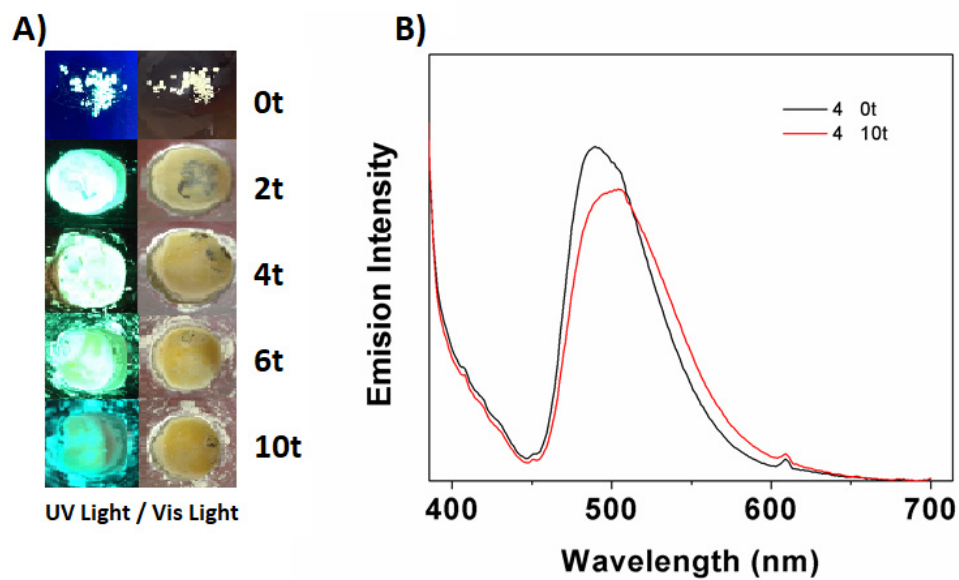 A)
0t
2t
4t
6t
10t
UV Light / Vis Light
B)
4 0t
4 10t
Emission Intensity
400 500 600 700
Wavelength (nm)